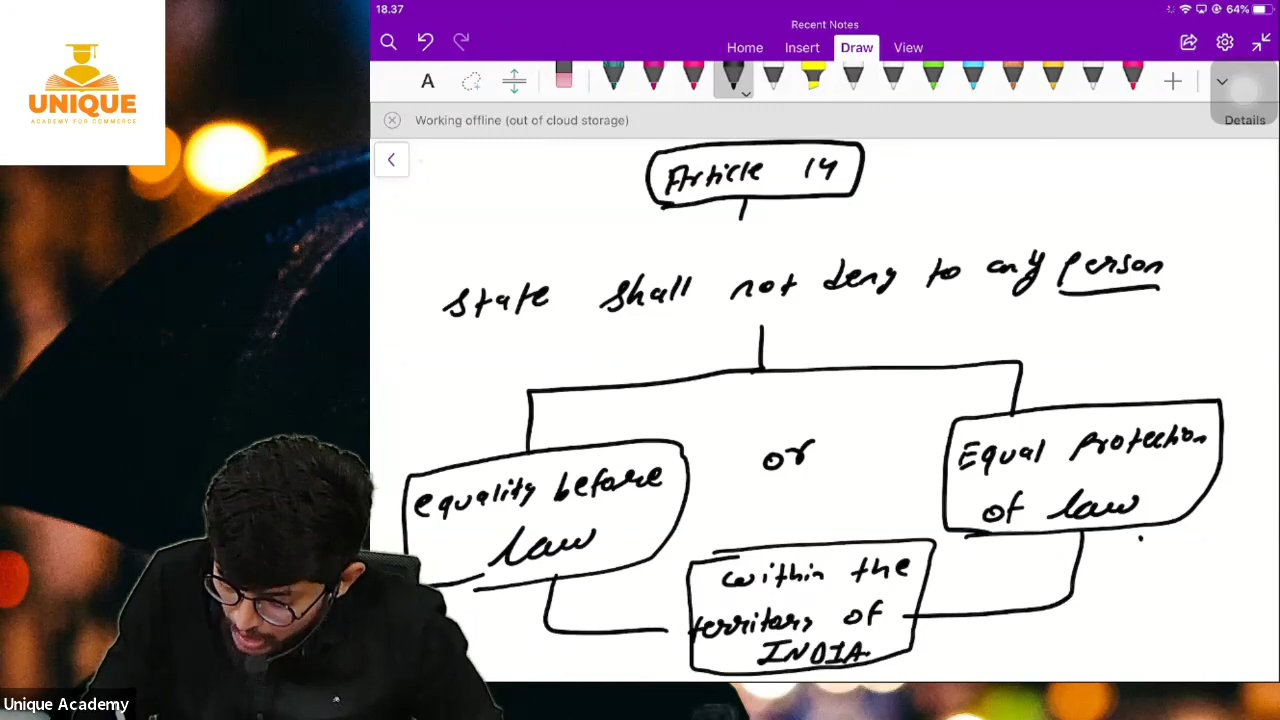 UNIQUE
ACADEMY FOR COMMERCE
18.37
64%
Recent Notes
Home Insert Draw View
A
Working offline (out of cloud storage)
Details
Article 14
State shall not deny to any person
equality before
law
or
Equal Protection
of law
within the
territory of
INDIA
Unique Academy